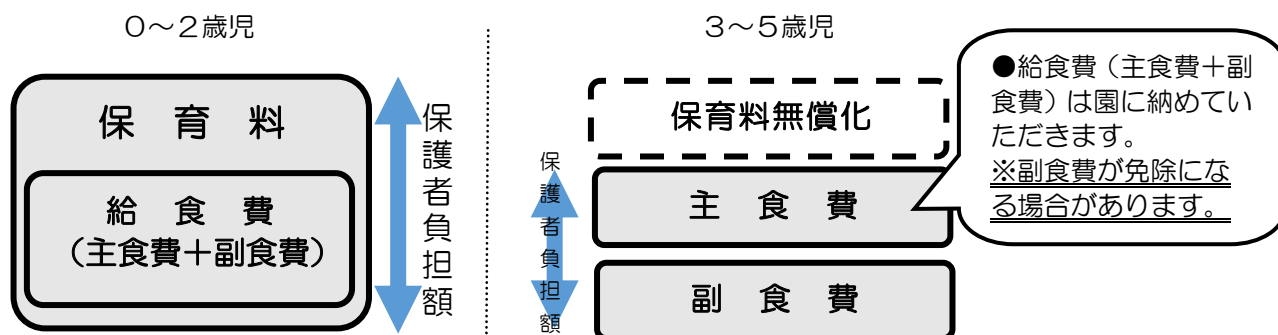 0～2歳児
保育料
給食費
（主食費＋副食費）
保護者負担額
3～5歳児
保育料無償化
主食費
副食費
保護者負担額
●給食費（主食費＋副
食費）は園に納めてい
ただきます。
※副食費が免除にな
る場合があります。